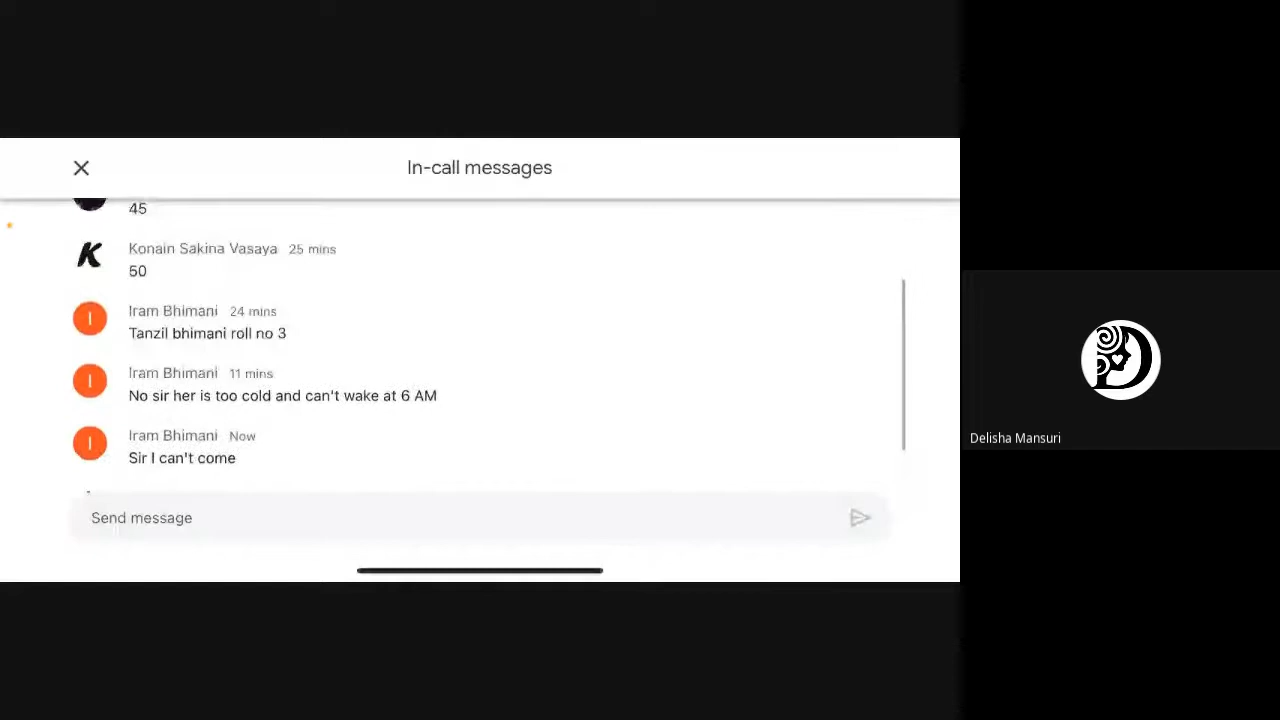 In-call messages
45
Konain Sakina Vasaya 25 mins
50
Iram Bhimani 24 mins
Tanzil bhimani roll no 3
Iram Bhimani 11 mins
No sir her is too cold and can't wake at 6 AM
Iram Bhimani Now
Sir I can't come
Send message
Delisha Mansuri